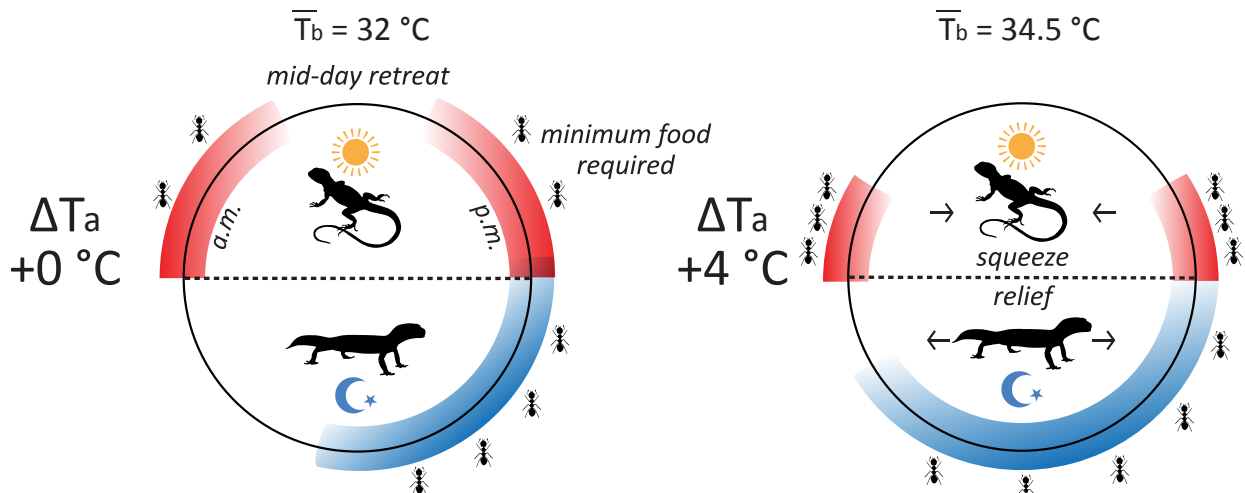 T̅b = 32 °C
T̅b = 34.5 °C
mid-day retreat
minimum food
required
a.m.
p.m.
ΔTa
+0 °C
ΔTa
+4 °C
squeeze
relief